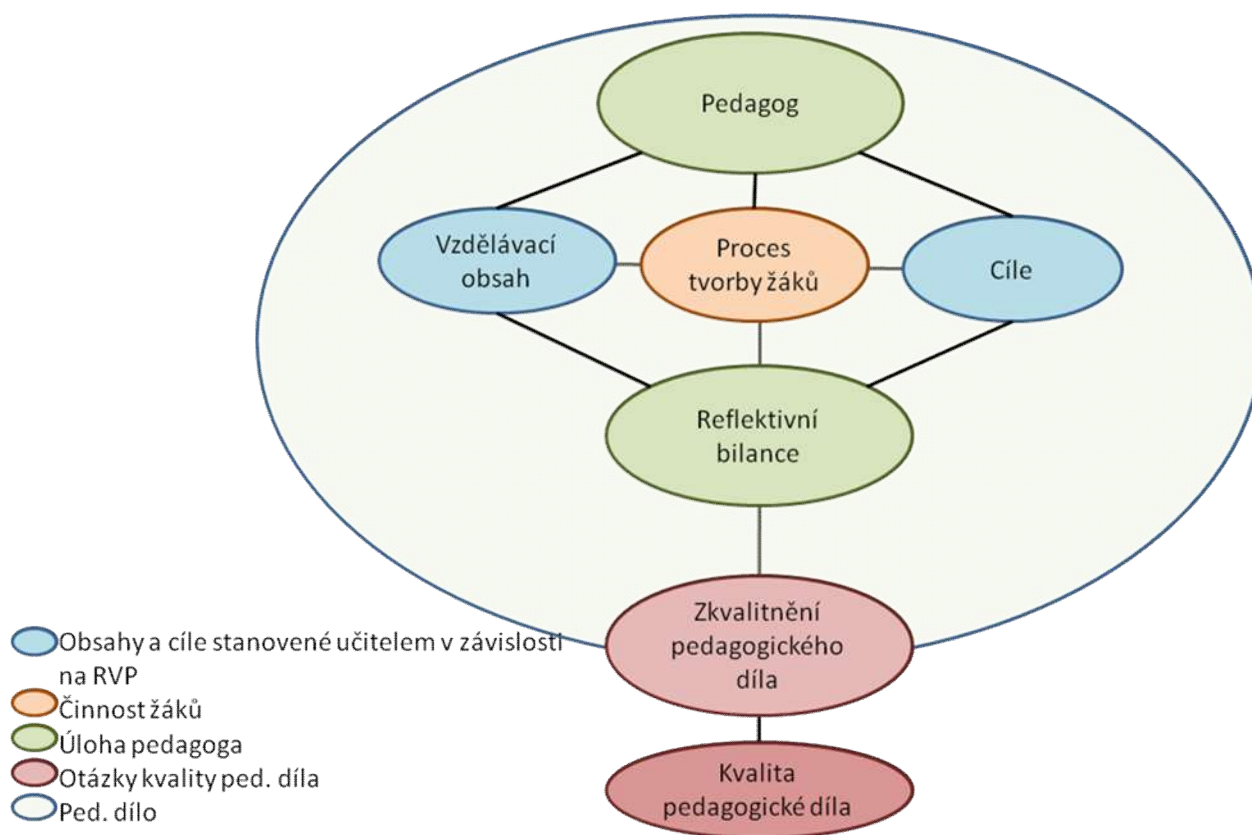 Pedagog
Vzdělávací
obsah
Proces
tvorby žáků
Cíle
Reflektivní
bilance
Zkvalitnění
pedagogického
díla
Kvalita
pedagogické díla
Obsahy a cíle stanovené učitelem v závislosti
na RVP
Činnost žáků
Úloha pedagoga
Otázky kvality ped. díla
Ped. dílo